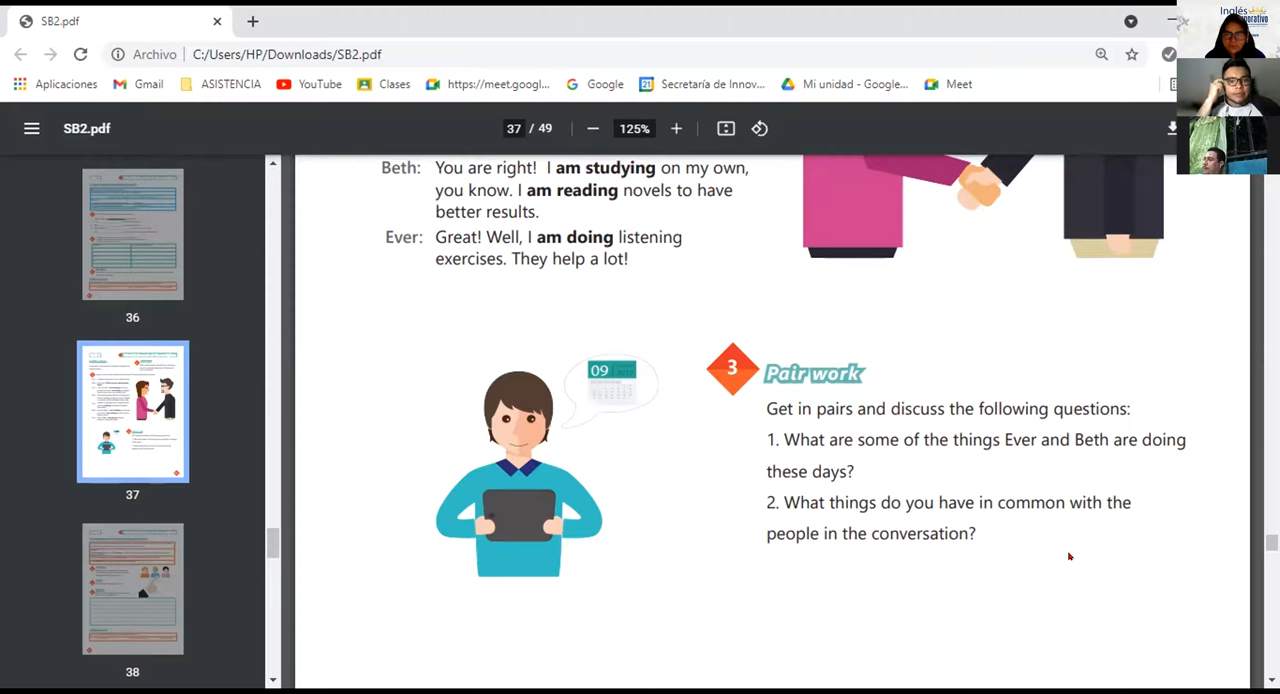 SB2.pdf
Archivo C:/Users/HP/Downloads/SB2.pdf
Aplicaciones Gmail ASISTENCIA YouTube Clases https://meet.goog... Google 21 Secretaría de Innov... Mi unidad - Google... Meet
SB2.pdf 37 / 49 125%
Inglés
36
37
38
Beth: You are right! I am studying on my own,
you know. I am reading novels to have
better results.
Ever: Great! Well, I am doing listening
exercises. They help a lot!
09
3 Pair work
Get in pairs and discuss the following questions:
1. What are some of the things Ever and Beth are doing
these days?
2. What things do you have in common with the
people in the conversation?